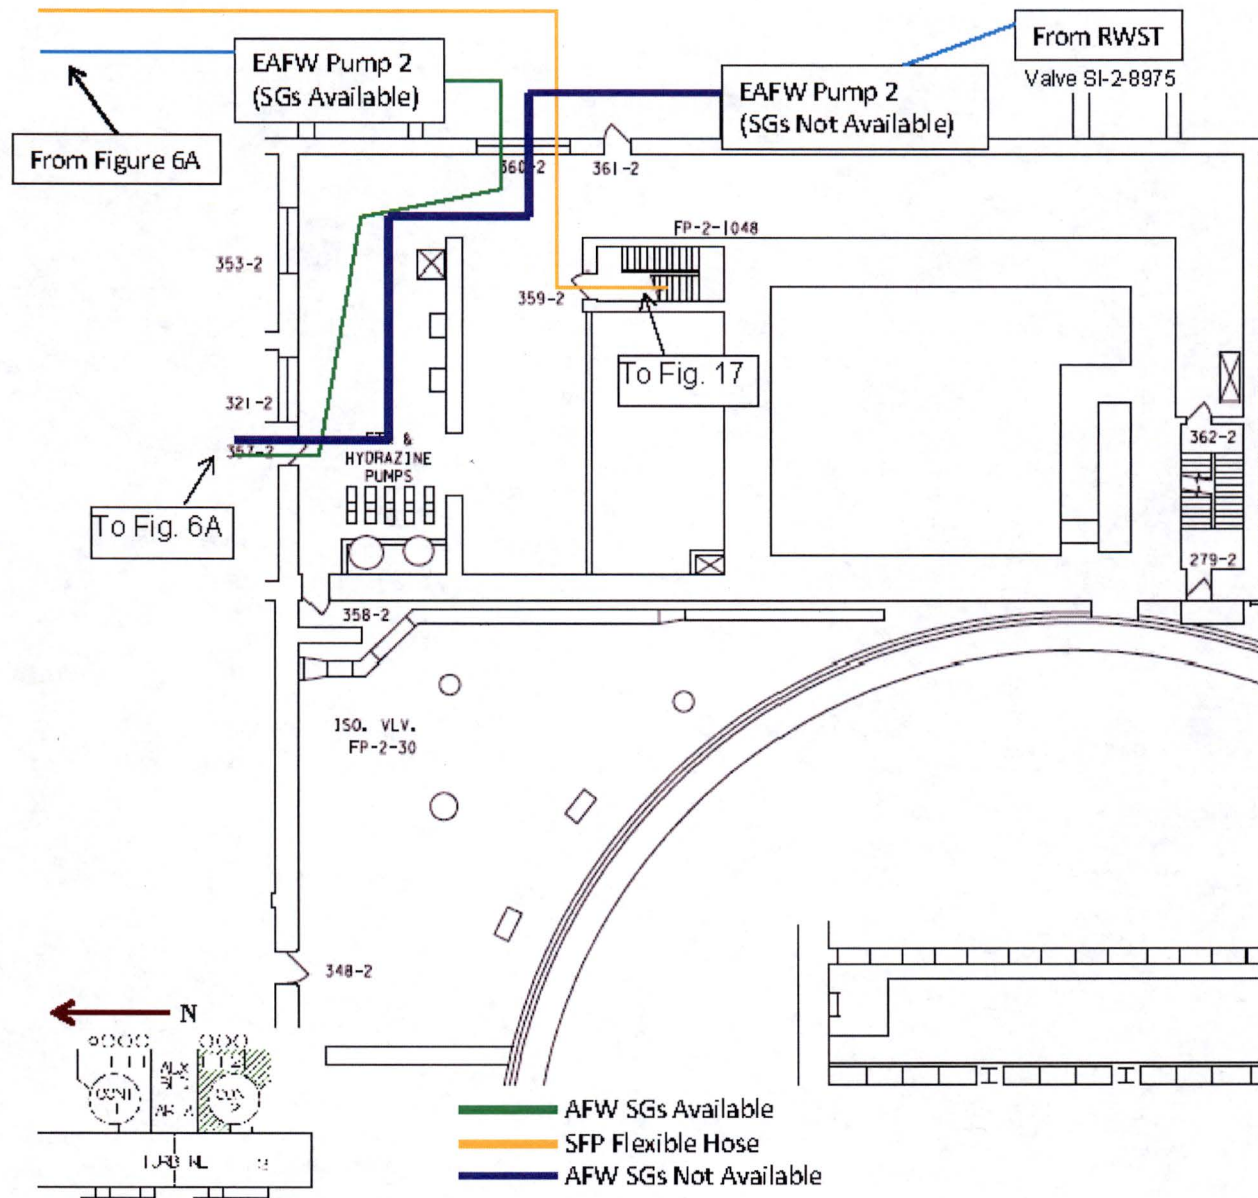 EAFW Pump 2
(SGs Available)
From RWST
Valve SI-2-8975
EAFW Pump 2
(SGs Not Available)
From Figure 6A
360-2
361-2
FP-2-1048
353-2
359-2
To Fig. 17
321-2
357-2
&
HYDRAZINE
PUMPS
362-2
To Fig. 6A
279-2
358-2
ISO. VLV.
FP-2-30
348-2
N
AFW SGs Available
SFP Flexible Hose
AFW SGs Not Available